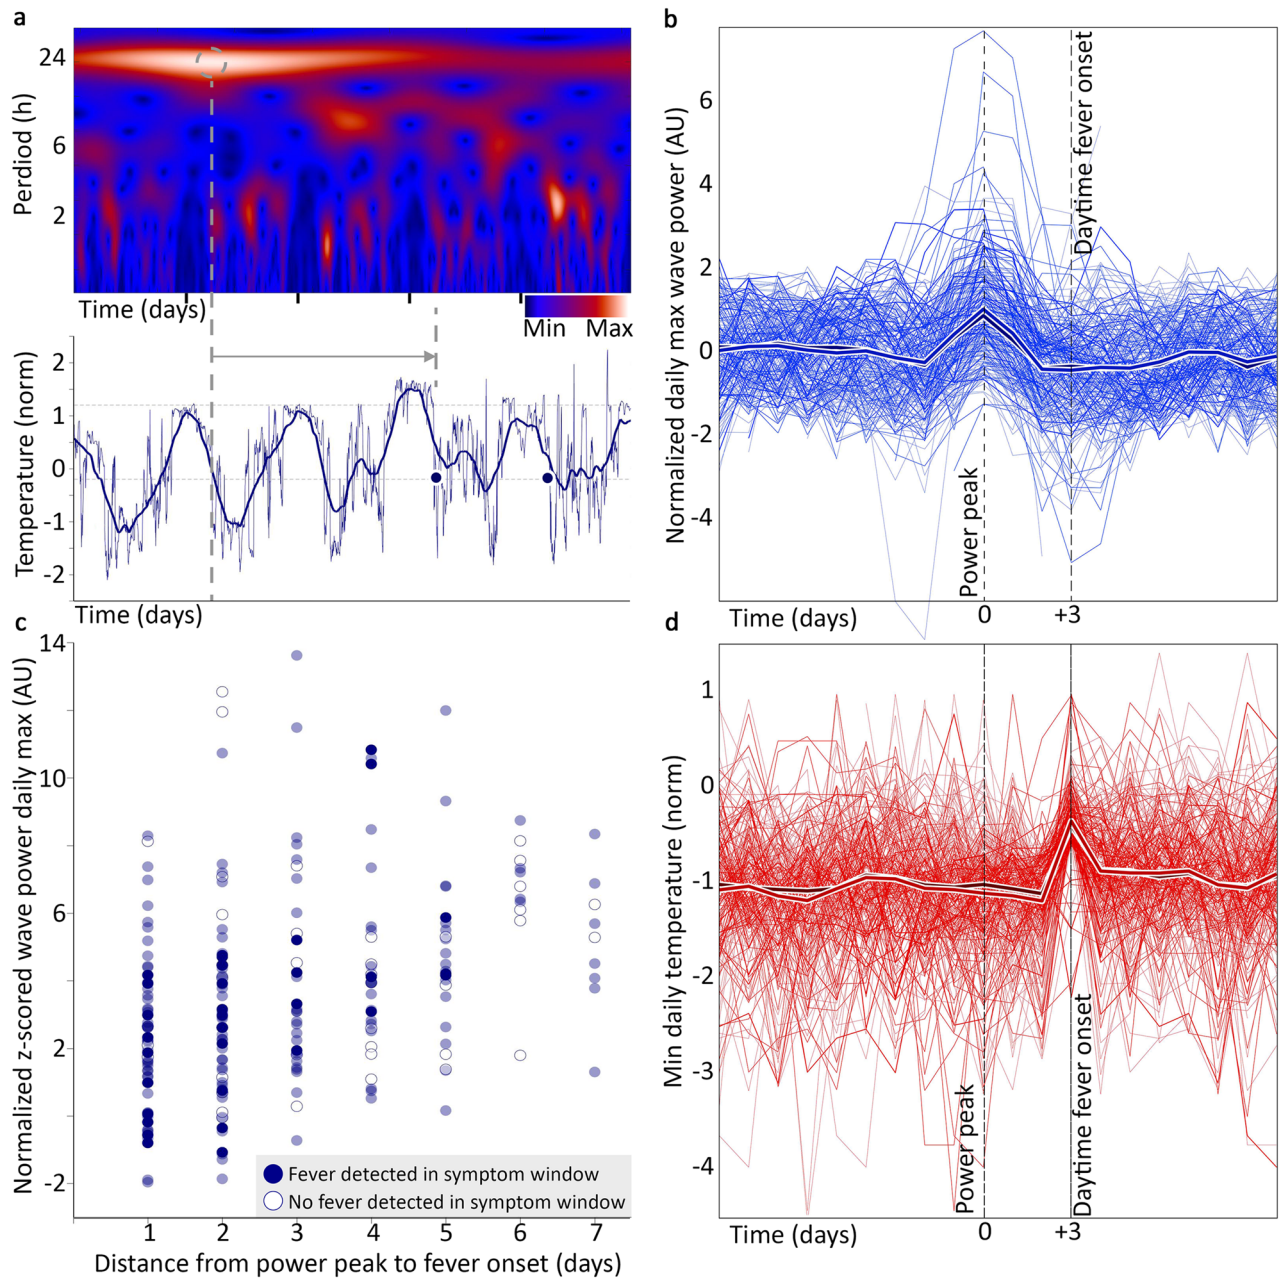 a
24
6
2
Perdiod (h)
Time (days)
Min Max
2
1
0
-1
-2
Temperature (norm)
Time (days)
b
6
4
2
0
-2
-4
Normalized daily max wave power (AU)
Power peak
Daytime fever onset
Time (days) 0 +3
c
14
10
6
2
-2
Normalized z-scored wave power daily max (AU)
Fever detected in symptom window
No fever detected in symptom window
1 2 3 4 5 6 7
Distance from power peak to fever onset (days)
d
1
0
-1
-2
-3
-4
Min daily temperature (norm)
Power peak
Daytime fever onset
Time (days) 0 +3